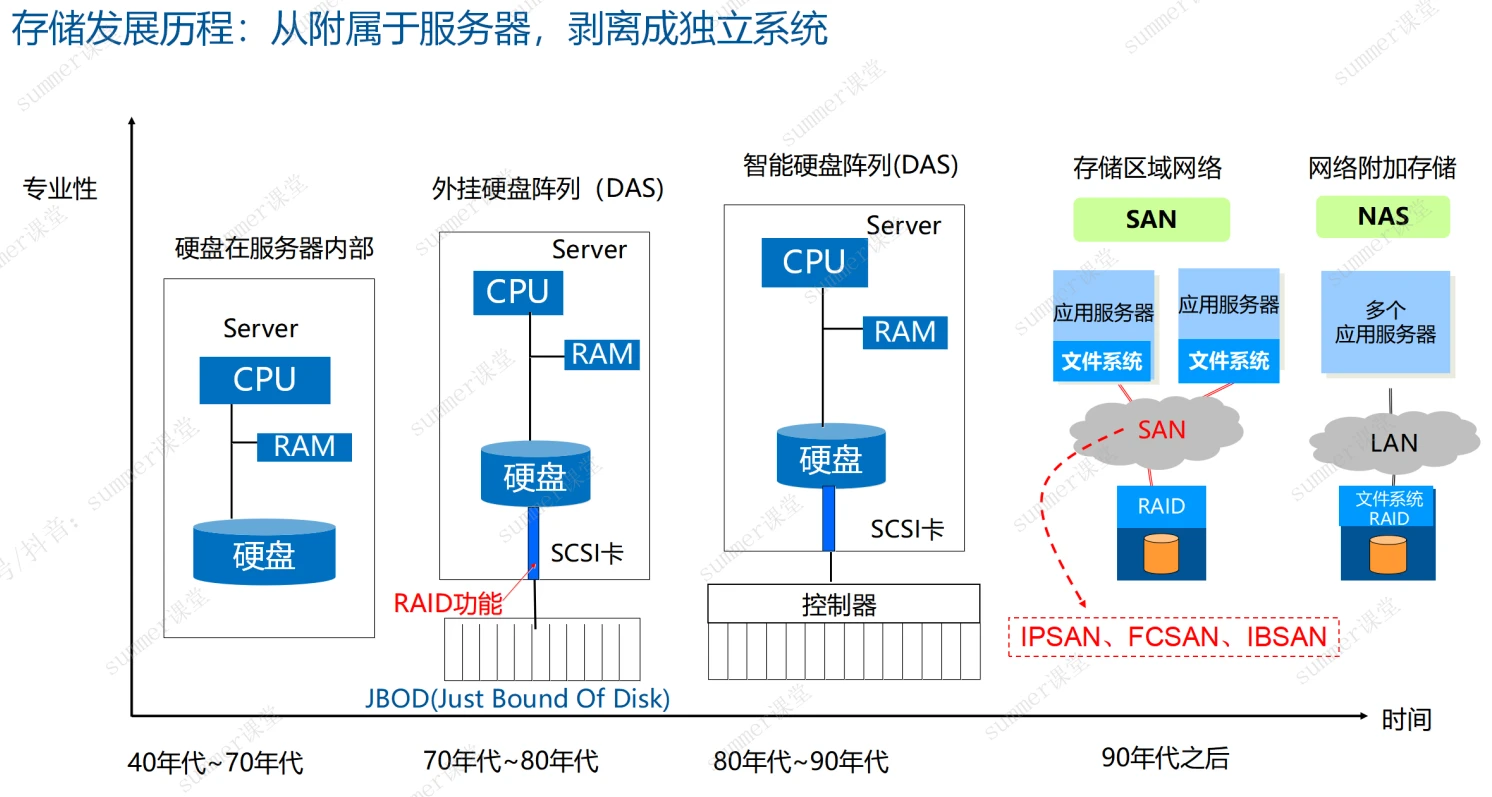 存储发展历程：从附属于服务器，剥离成独立系统
专业性
硬盘在服务器内部
Server
CPU
RAM
硬盘
40年代~70年代
外挂硬盘阵列（DAS)
Server
CPU
RAM
硬盘
SCSI卡
RAID功能
JBOD(Just Bound Of Disk)
70年代~80年代
智能硬盘阵列(DAS)
Server
CPU
RAM
硬盘
SCSI卡
控制器
80年代~90年代
存储区域网络
SAN
应用服务器
文件系统
应用服务器
文件系统
SAN
RAID
IPSAN、FCSAN、IBSAN
网络附加存储
NAS
多个
应用服务器
LAN
文件系统
RAID
90年代之后
时间
号/抖音：summer课堂
summer课堂